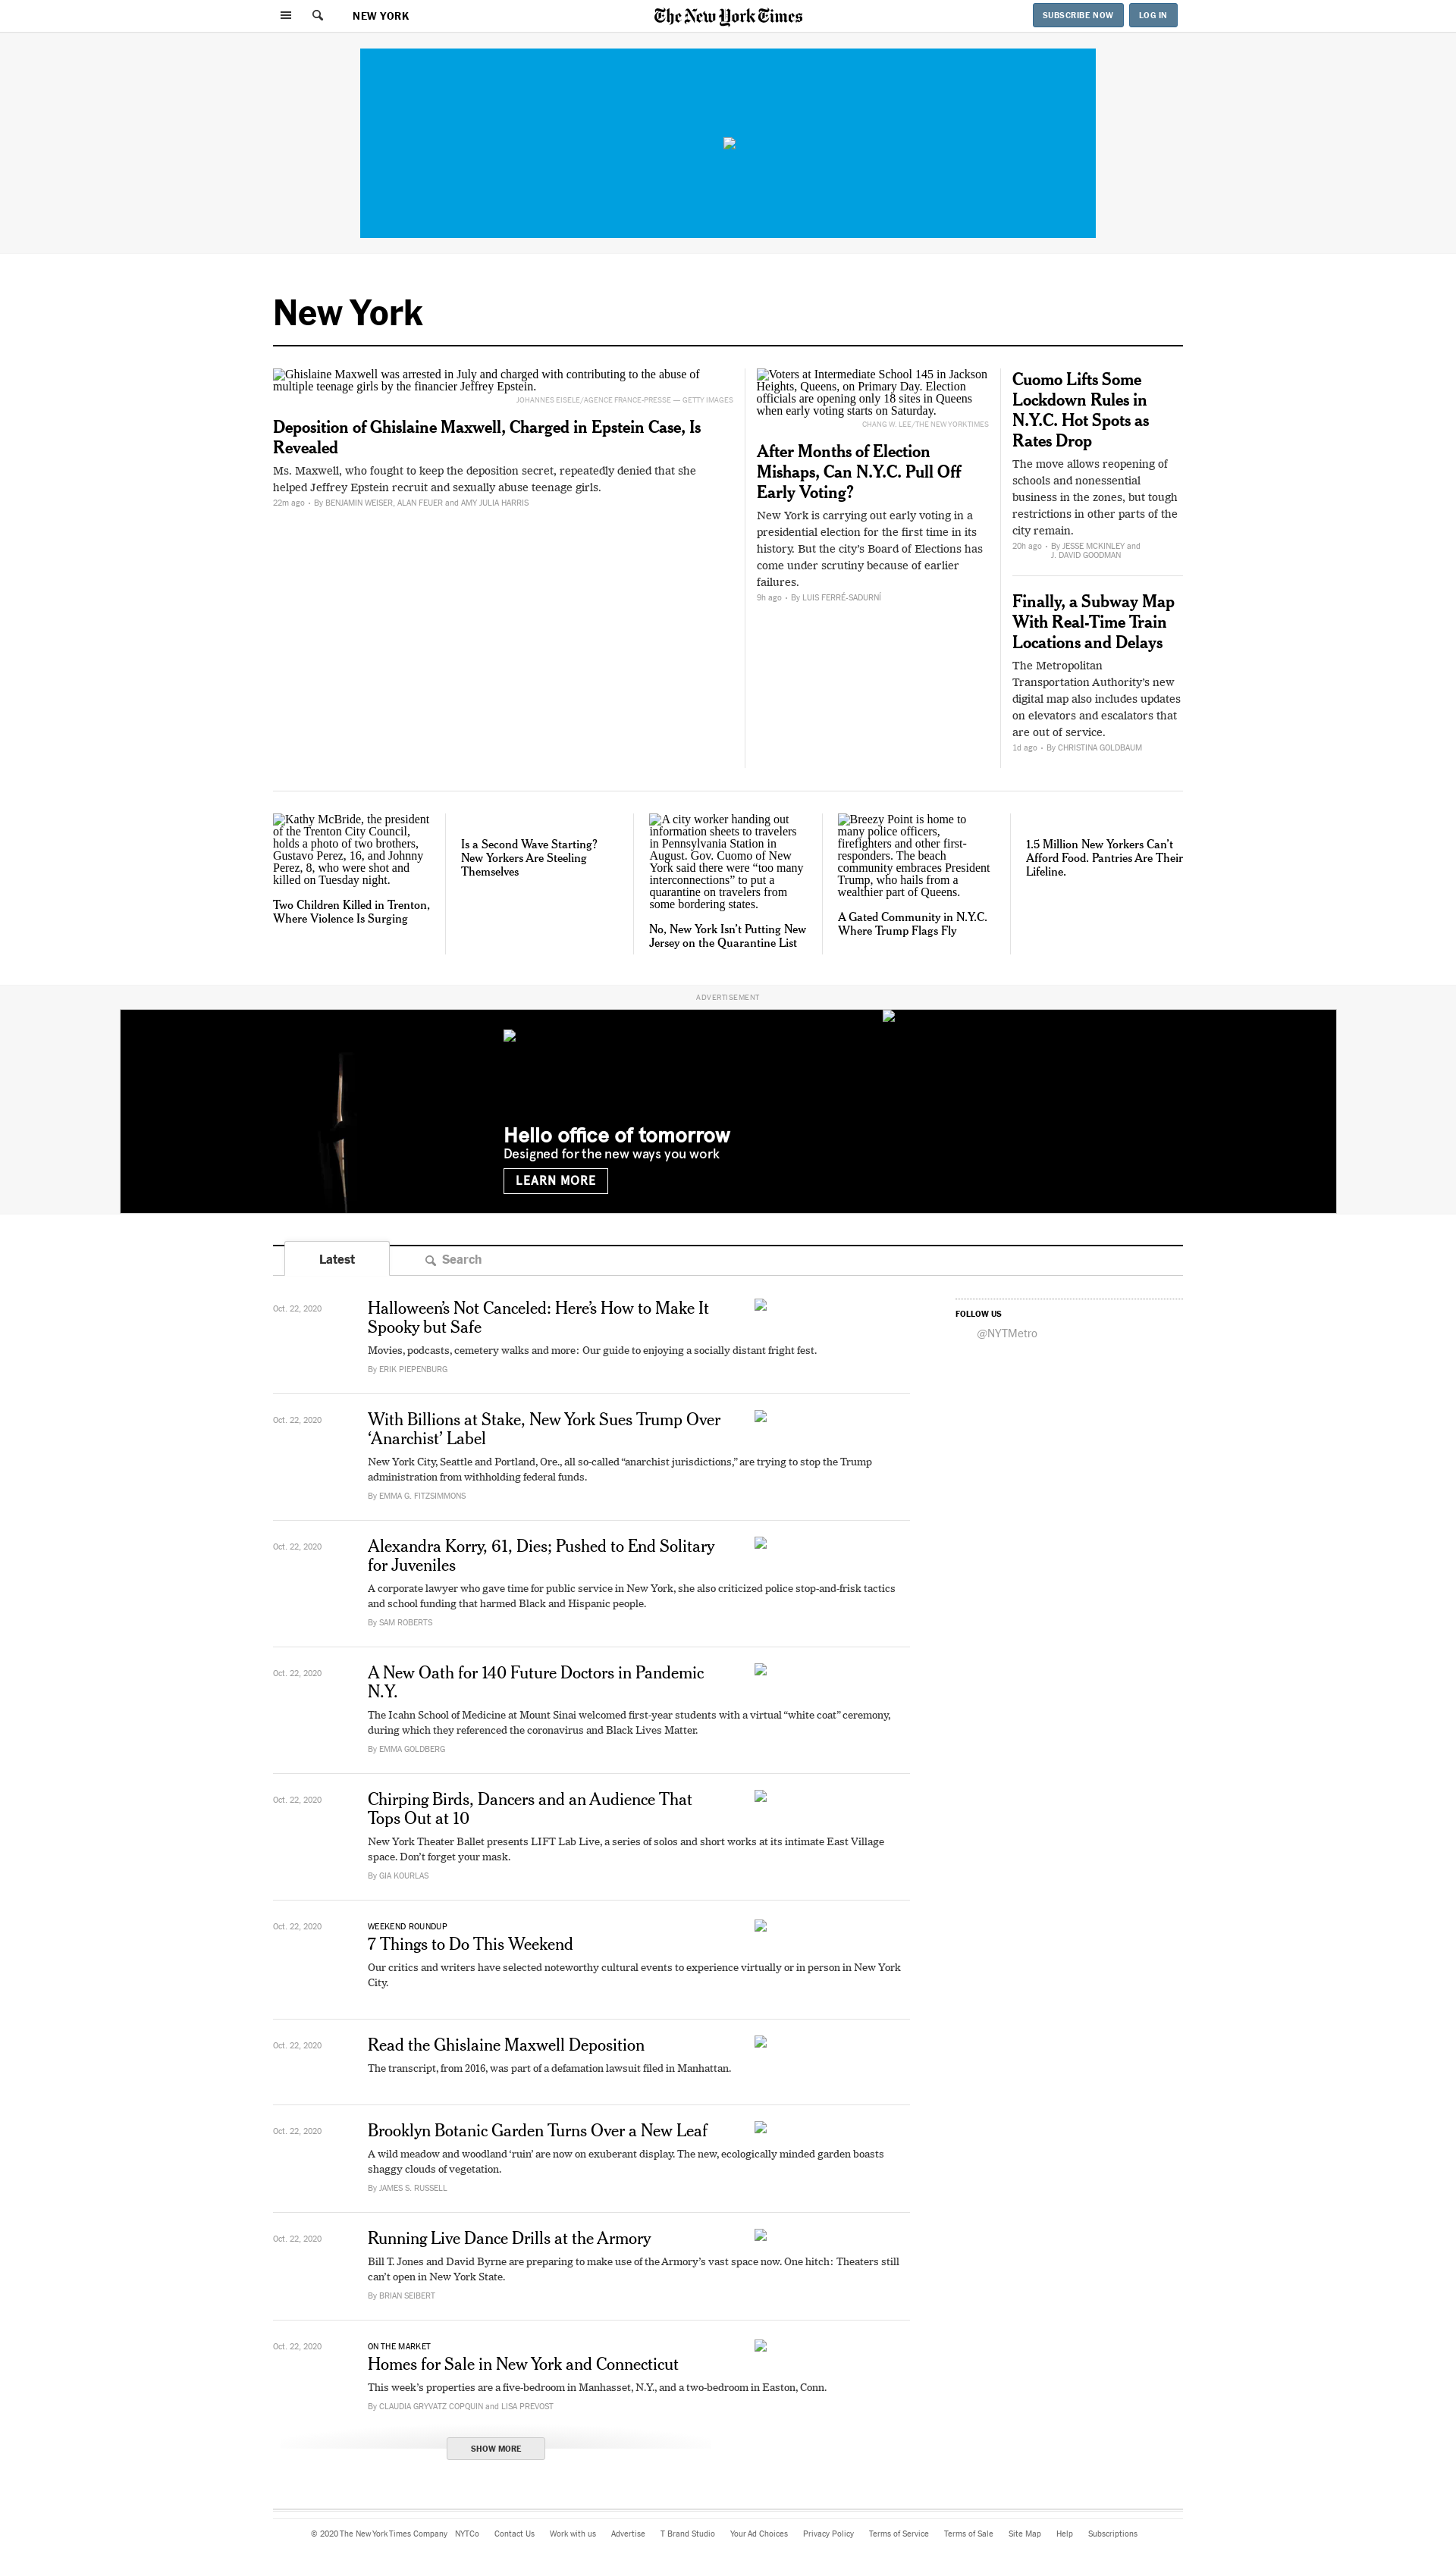 NEW YORK
The New York Times
SUBSCRIBE NOW
LOG IN
New York
Ghislaine Maxwell was arrested in July and charged with contributing to the abuse of
multiple teenage girls by the financier Jeffrey Epstein.
JOHANNES EISELE/AGENCE FRANCE-PRESSE — GETTY IMAGES
Deposition of Ghislaine Maxwell, Charged in Epstein Case, Is
Revealed
Ms. Maxwell, who fought to keep the deposition secret, repeatedly denied that she
helped Jeffrey Epstein recruit and sexually abuse teenage girls.
22m ago • By BENJAMIN WEISER, ALAN FEUER and AMY JULIA HARRIS
Voters at Intermediate School 145 in Jackson
Heights, Queens, on Primary Day. Election
officials are opening only 18 sites in Queens
when early voting starts on Saturday.
CHANG W. LEE/THE NEW YORK TIMES
After Months of Election
Mishaps, Can N.Y.C. Pull Off
Early Voting?
New York is carrying out early voting in a
presidential election for the first time in its
history. But the city's Board of Elections has
come under scrutiny because of earlier
failures.
9h ago • By LUIS FERRÉ-SADURNÍ
Cuomo Lifts Some
Lockdown Rules in
N.Y.C. Hot Spots as
Rates Drop
The move allows reopening of
schools and nonessential
business in the zones, but tough
restrictions in other parts of the
city remain.
20h ago • By JESSE MCKINLEY and
J. DAVID GOODMAN
Finally, a Subway Map
With Real-Time Train
Locations and Delays
The Metropolitan
Transportation Authority's new
digital map also includes updates
on elevators and escalators that
are out of service.
1d ago • By CHRISTINA GOLDBAUM
Kathy McBride, the president
of the Trenton City Council,
holds a photo of two brothers,
Gustavo Perez, 16, and Johnny
Perez, 8, who were shot and
killed on Tuesday night.
Two Children Killed in Trenton,
Where Violence Is Surging
Is a Second Wave Starting?
New Yorkers Are Steeling
Themselves
A city worker handing out
information sheets to travelers
in Pennsylvania Station in
August. Gov. Cuomo of New
York said there were “too many
interconnections” to put a
quarantine on travelers from
some bordering states.
No, New York Isn't Putting New
Jersey on the Quarantine List
Breezy Point is home to
many police officers,
firefighters and other first-
responders. The beach
community embraces President
Trump, who hails from a
wealthier part of Queens.
A Gated Community in N.Y.C.
Where Trump Flags Fly
1.5 Million New Yorkers Can't
Afford Food. Pantries Are Their
Lifeline.
ADVERTISEMENT
Hello office of tomorrow
Designed for the new ways you work
LEARN MORE
Latest
Search
Oct. 22, 2020
Halloween’s Not Canceled: Here’s How to Make It
Spooky but Safe
Movies, podcasts, cemetery walks and more: Our guide to enjoying a socially distant fright fest.
By ERIK PIEPENBURG
FOLLOW US
@NYTMetro
Oct. 22, 2020
With Billions at Stake, New York Sues Trump Over
‘Anarchist’ Label
New York City, Seattle and Portland, Ore., all so-called “anarchist jurisdictions,” are trying to stop the Trump
administration from withholding federal funds.
By EMMA G. FITZSIMMONS
Oct. 22, 2020
Alexandra Korry, 61, Dies; Pushed to End Solitary
for Juveniles
A corporate lawyer who gave time for public service in New York, she also criticized police stop-and-frisk tactics
and school funding that harmed Black and Hispanic people.
By SAM ROBERTS
Oct. 22, 2020
A New Oath for 140 Future Doctors in Pandemic
N.Y.
The Icahn School of Medicine at Mount Sinai welcomed first-year students with a virtual “white coat” ceremony,
during which they referenced the coronavirus and Black Lives Matter.
By EMMA GOLDBERG
Oct. 22, 2020
Chirping Birds, Dancers and an Audience That
Tops Out at 10
New York Theater Ballet presents LIFT Lab Live, a series of solos and short works at its intimate East Village
space. Don’t forget your mask.
By GIA KOURLAS
Oct. 22, 2020
WEEKEND ROUNDUP
7 Things to Do This Weekend
Our critics and writers have selected noteworthy cultural events to experience virtually or in person in New York
City.
Oct. 22, 2020
Read the Ghislaine Maxwell Deposition
The transcript, from 2016, was part of a defamation lawsuit filed in Manhattan.
Oct. 22, 2020
Brooklyn Botanic Garden Turns Over a New Leaf
A wild meadow and woodland ‘ruin’ are now on exuberant display. The new, ecologically minded garden boasts
shaggy clouds of vegetation.
By JAMES S. RUSSELL
Oct. 22, 2020
Running Live Dance Drills at the Armory
Bill T. Jones and David Byrne are preparing to make use of the Armory’s vast space now. One hitch: Theaters still
can’t open in New York State.
By BRIAN SEIBERT
Oct. 22, 2020
ON THE MARKET
Homes for Sale in New York and Connecticut
This week’s properties are a five-bedroom in Manhasset, N.Y., and a two-bedroom in Easton, Conn.
By CLAUDIA GRYVATZ COPQUIN and LISA PREVOST
SHOW MORE
© 2020 The New York Times Company NYTCo Contact Us Work with us Advertise T Brand Studio Your Ad Choices Privacy Policy Terms of Service Terms of Sale Site Map Help Subscriptions